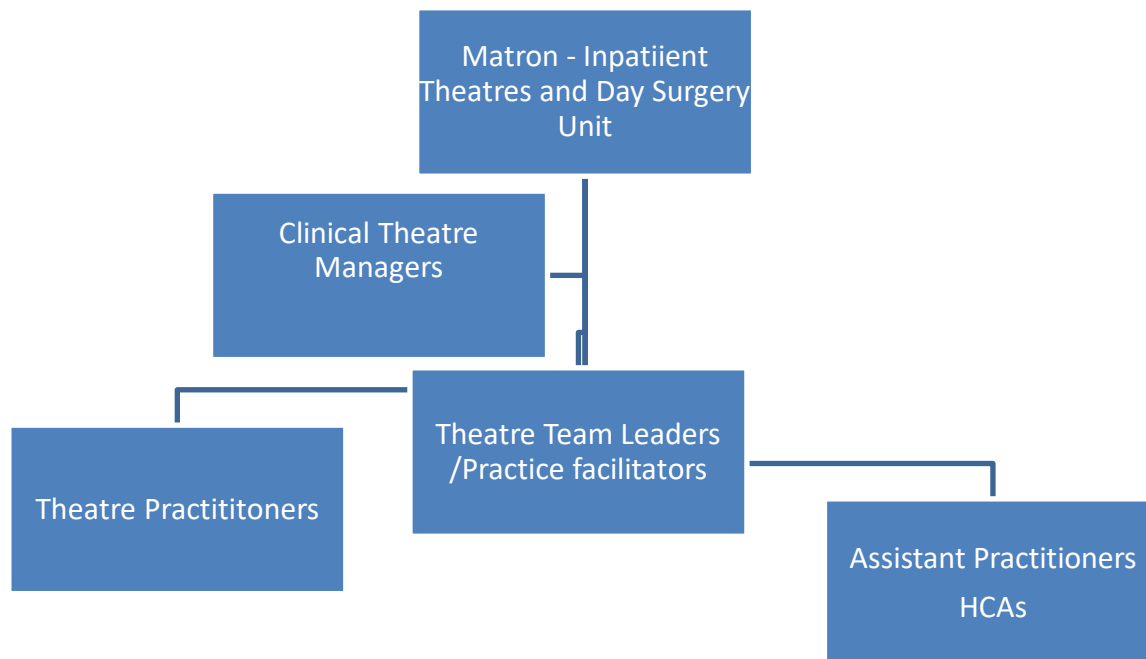 Matron - Inpatiient
Theatres and Day Surgery
Unit
Clinical Theatre
Managers
Theatre Team Leaders
/Practice facilitators
Theatre Practititoners
Assistant Practitioners
HCAs